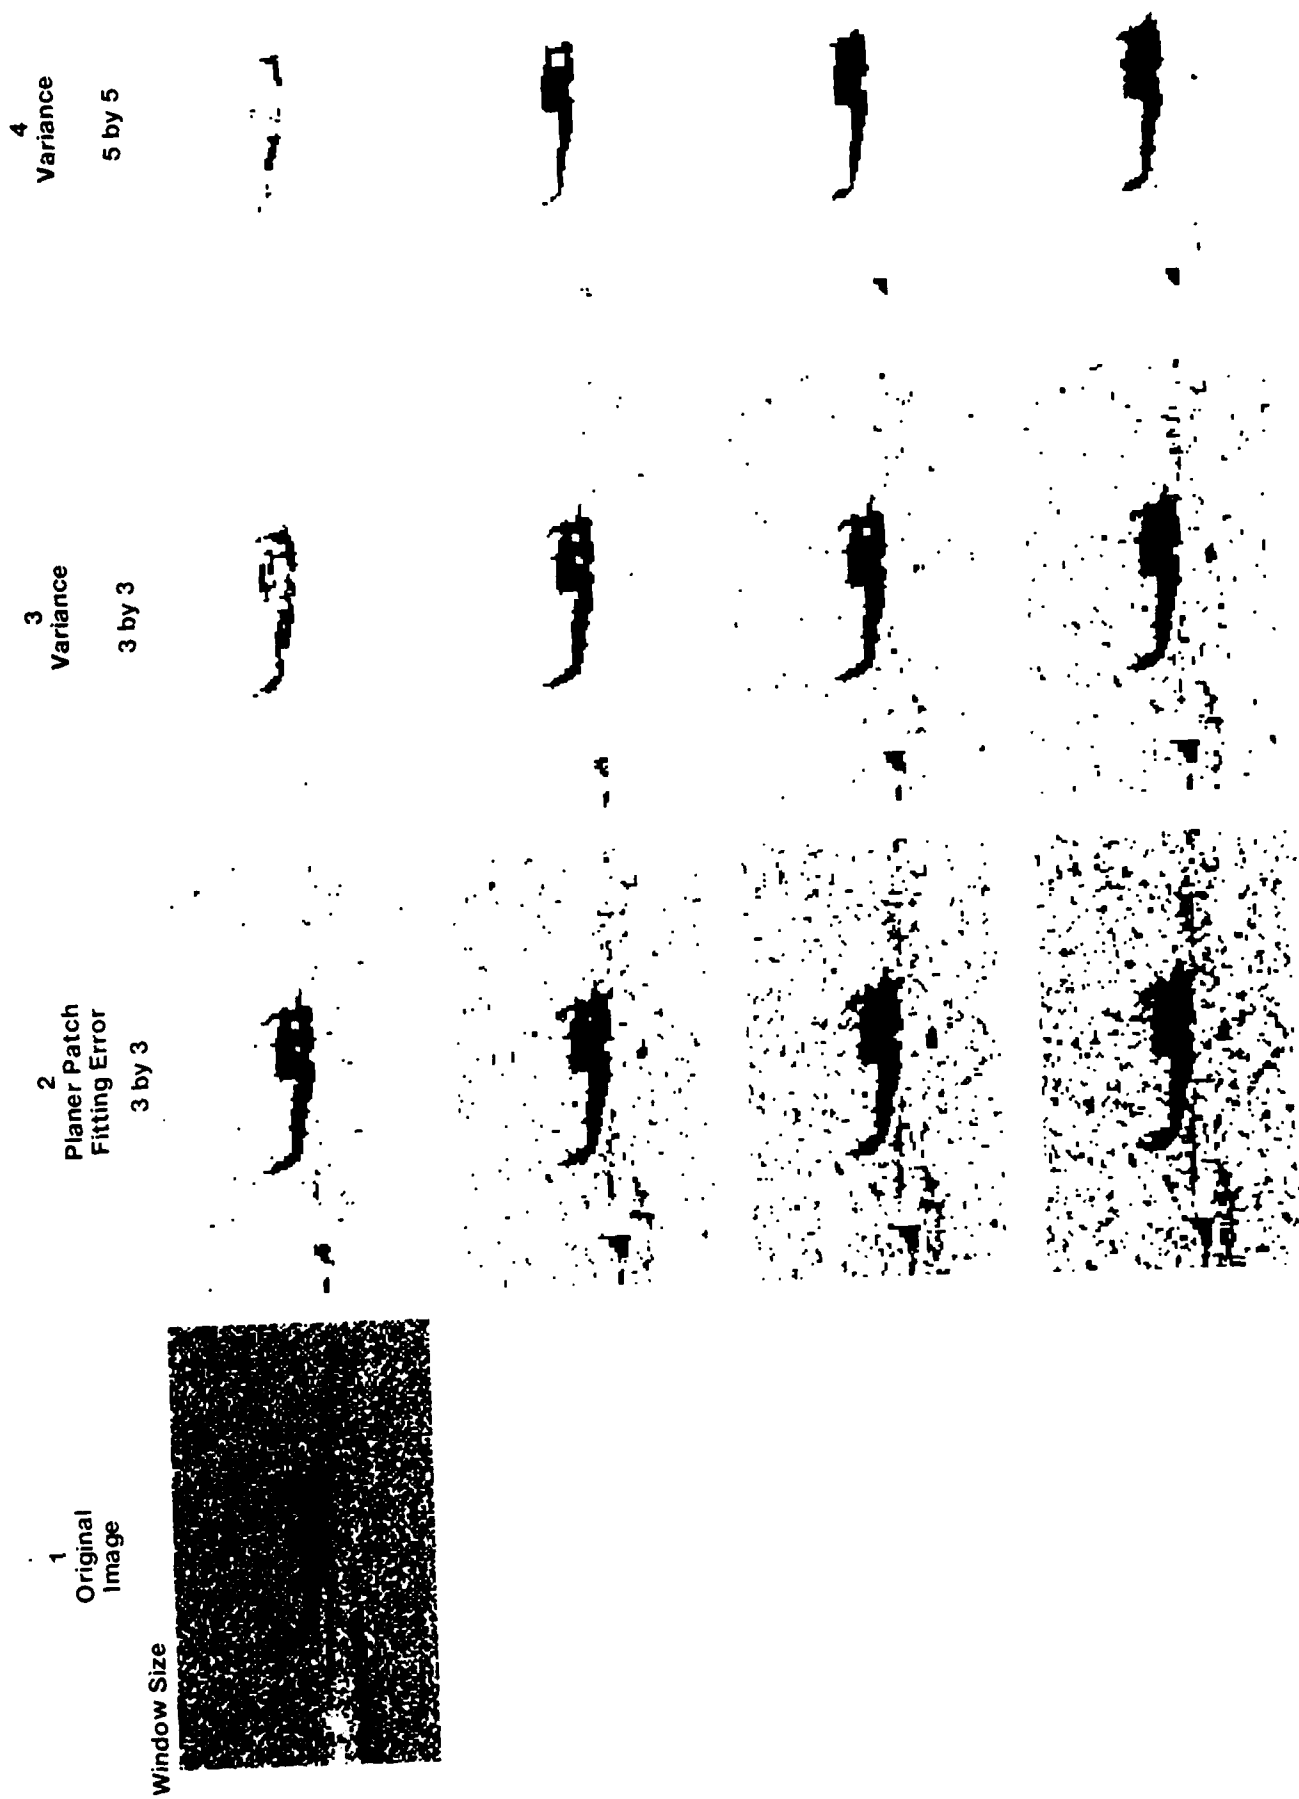 1
Original
Image
Window Size
2
Planer Patch
Fitting Error
3 by 3
3
Variance
3 by 3
4
Variance
5 by 5